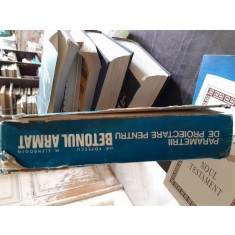 PARAMETRII
DE PROIECTARE PENTRU
BETONUL ARMAT
NOUL
TESTAMENT